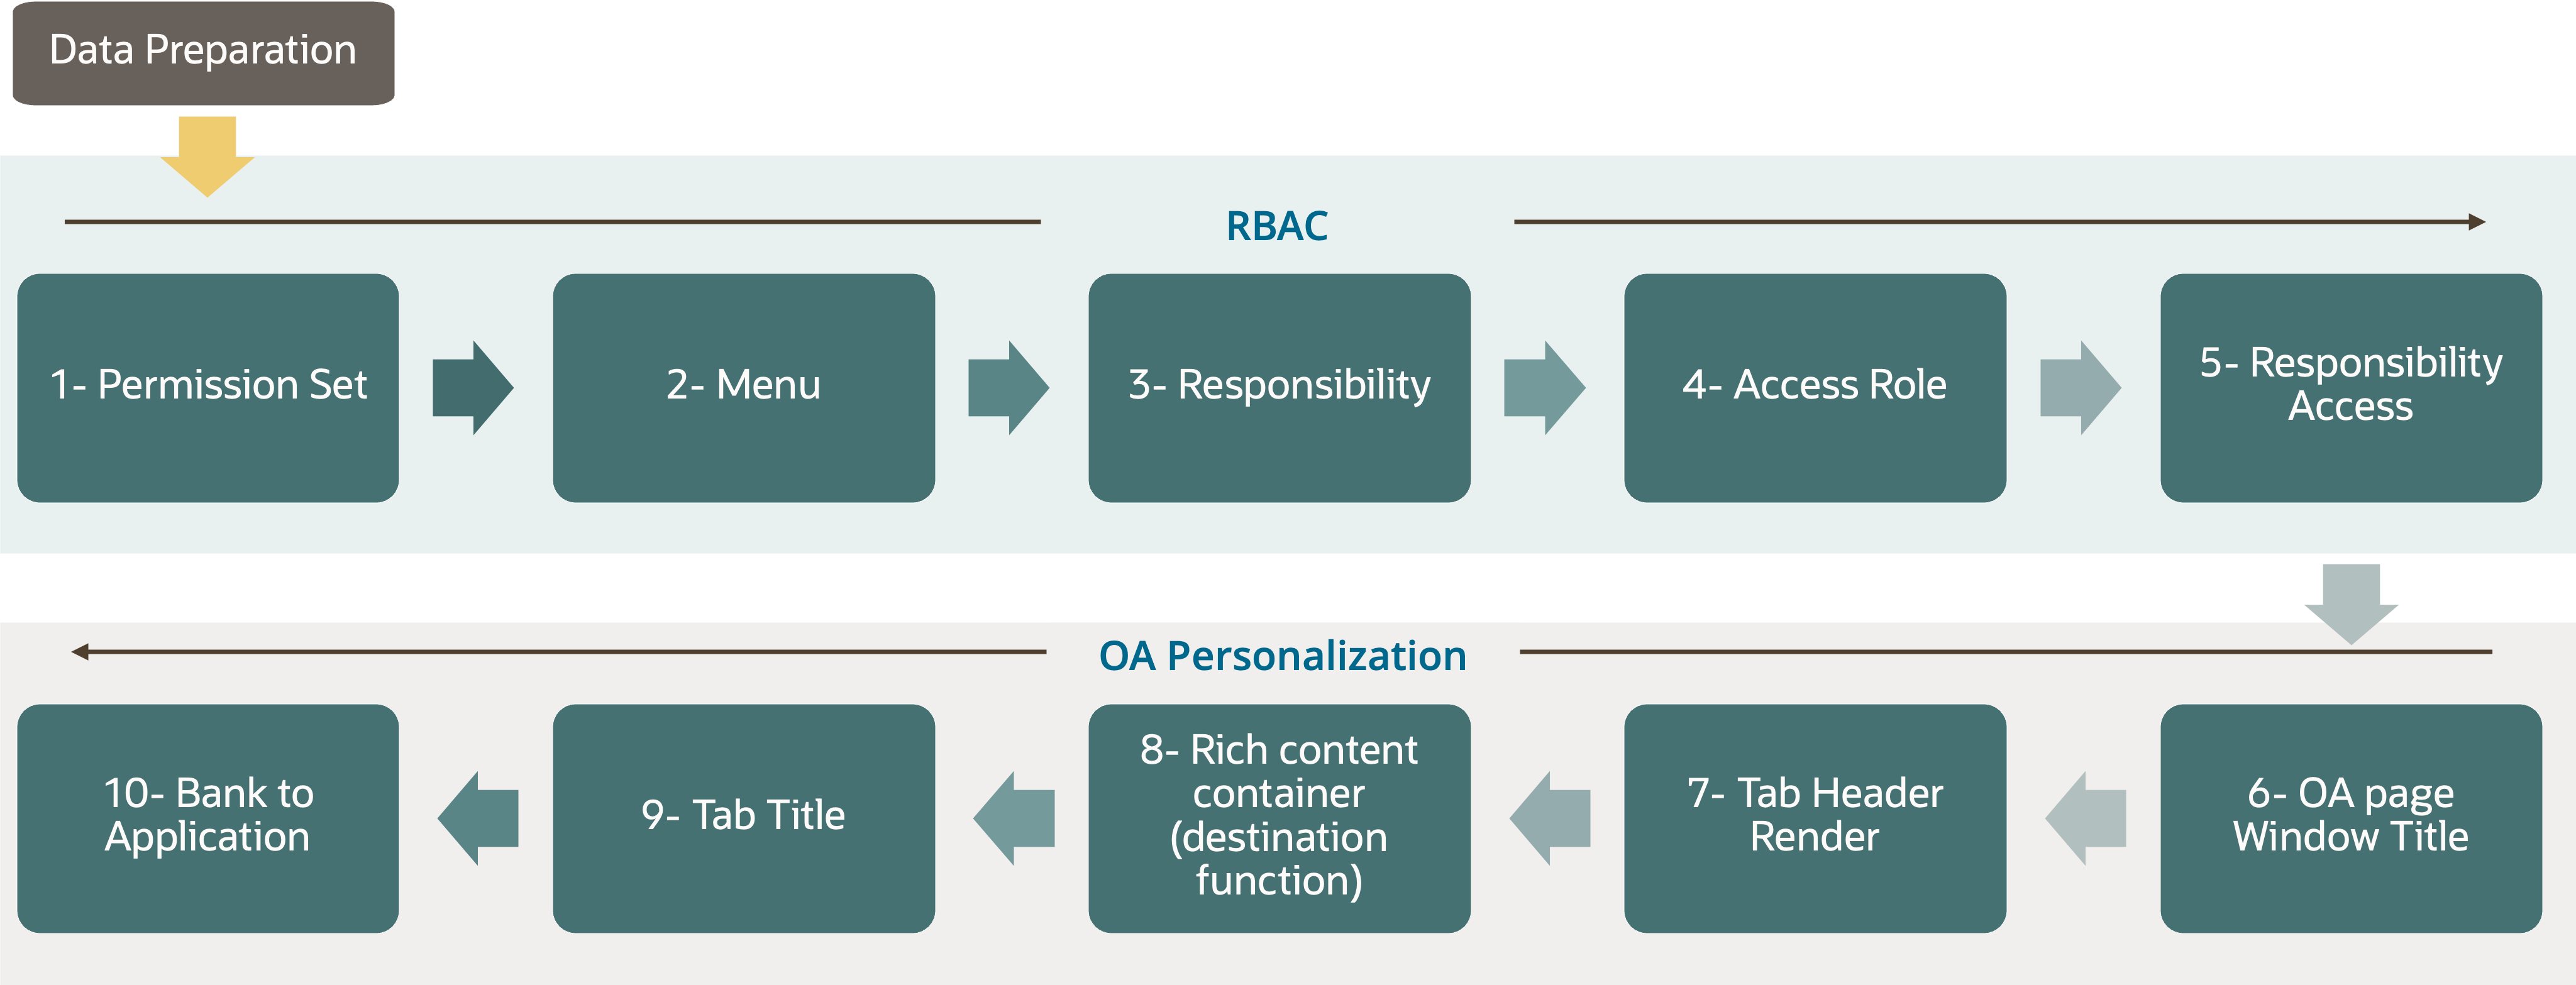 Data Preparation
RBAC
1- Permission Set
2- Menu
3- Responsibility
4- Access Role
5- Responsibility
Access
OA Personalization
10- Bank to
Application
9- Tab Title
8- Rich content
container
(destination
function)
7- Tab Header
Render
6- OA page
Window Title